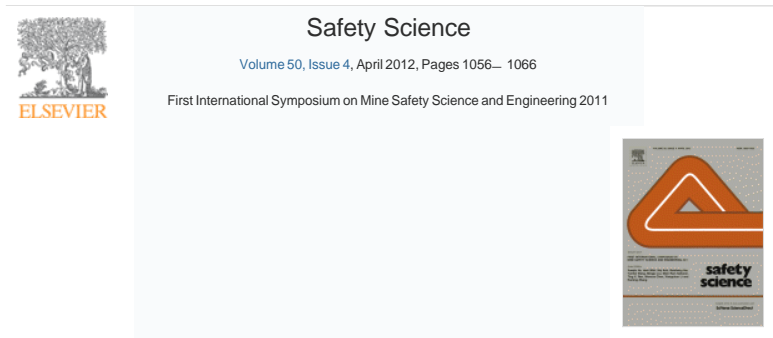 Safety Science
Volume 50, Issue 4, April 2012, Pages 1056— 1066
First International Symposium on Mine Safety Science and Engineering 2011
ELSEVIER
safety
science